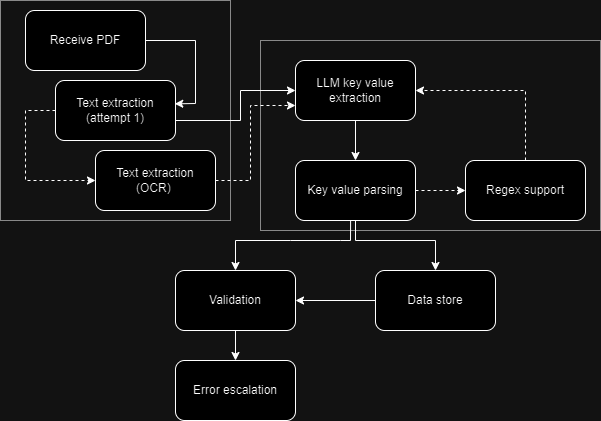 Receive PDF
Text extraction
(attempt 1)
Text extraction
(OCR)
LLM key value
extraction
Key value parsing
Regex support
Validation
Data store
Error escalation